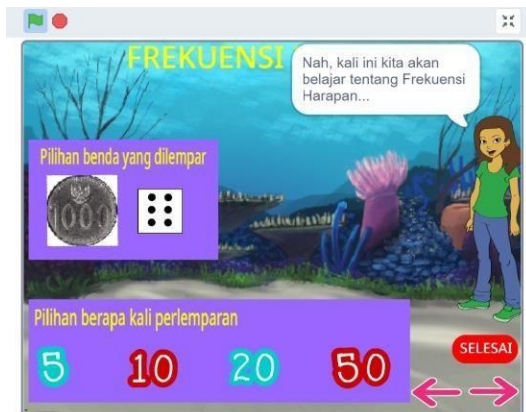 FREKUENSI
Nah, kali ini kita akan
belajar tentang Frekuensi
Harapan...
Pilihan benda yang dilempar
1000
Pilihan berapa kali perlemparan
5 10 20 50
SELESAI